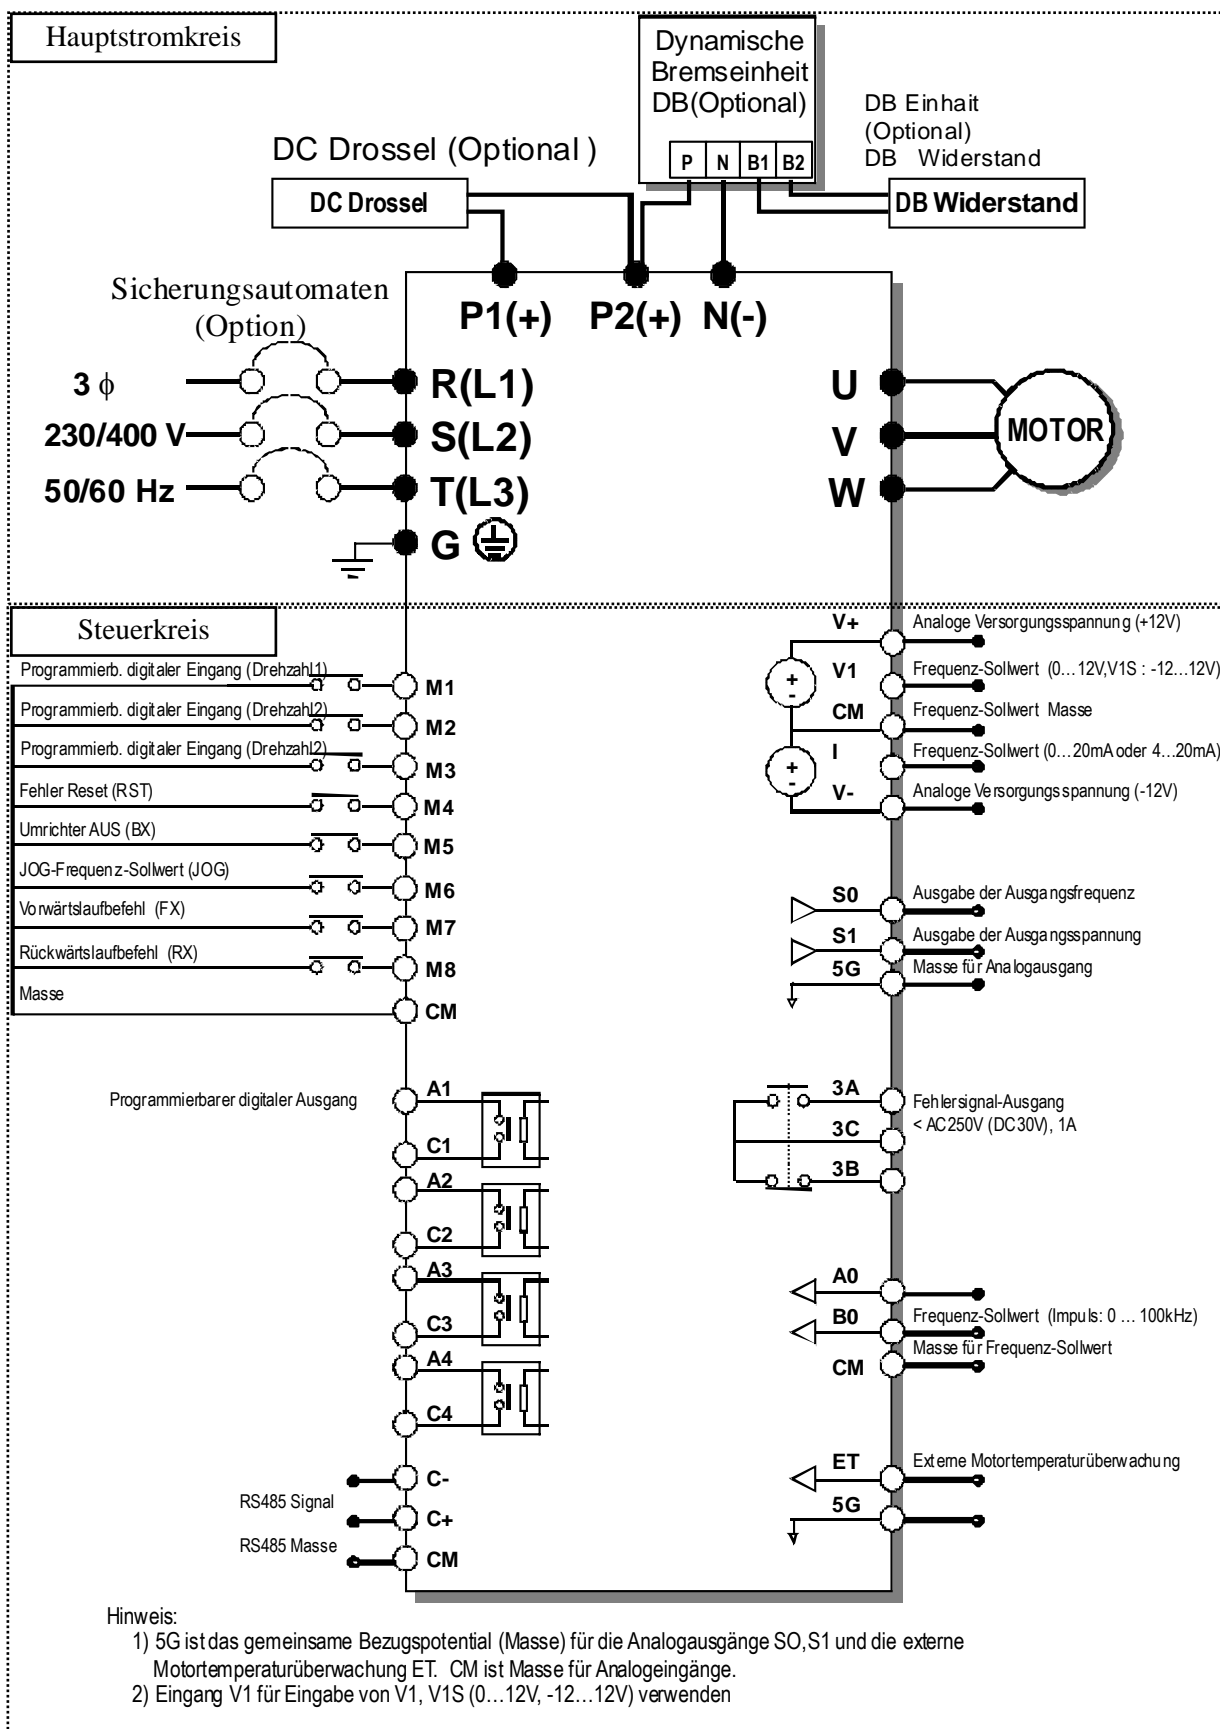 Hauptstromkreis
Dynamische
Bremseinheit
DB(Optional)
P N B1 B2
DB Einhait
(Optional)
DB Widerstand
DC Drossel (Optional )
DC Drossel
DB Widerstand
Sicherungsautomaten
(Option)
P1(+) P2(+) N(-)
3 ϕ
R(L1)
U
230/400 V
S(L2)
V
MOTOR
50/60 Hz
T(L3)
W
G
Steuerkreis
Programmierb. digitaler Eingang (Drehzahl1)
M1
Programmierb. digitaler Eingang (Drehzahl2)
M2
Programmierb. digitaler Eingang (Drehzahl2)
M3
Fehler Reset (RST)
M4
Umrichter AUS (BX)
M5
JOG-Frequenz-Sollwert (JOG)
M6
Vorwärtslaufbefehl (FX)
M7
Rückwärtslaufbefehl (RX)
M8
Masse
CM
V+
Analoge Versorgungsspannung (+12V)
+
-
V1
Frequenz-Sollwert (0…12V,V1S : -12…12V)
CM
Frequenz-Sollwert Masse
+
-
I
Frequenz-Sollwert (0…20mA oder 4…20mA)
V-
Analoge Versorgungsspannung (-12V)
S0
Ausgabe der Ausgangsfrequenz
S1
Ausgabe der Ausgangsspannung
5G
Masse für Analogausgang
Programmierbarer digitaler Ausgang
A1
C1
A2
C2
A3
C3
A4
C4
3A
Fehlersignal-Ausgang
< AC250V (DC30V), 1A
3C
3B
A0
B0
Frequenz-Sollwert (Impuls: 0 … 100kHz)
Masse für Frequenz-Sollwert
CM
C-
RS485 Signal
C+
RS485 Masse
CM
ET
Externe Motortemperaturüberwachung
5G
Hinweis:
1) 5G ist das gemeinsame Bezugspotential (Masse) für die Analogausgänge SO,S1 und die externe
Motortemperaturüberwachung ET. CM ist Masse für Analogeingänge.
2) Eingang V1 für Eingabe von V1, V1S (0…12V, -12…12V) verwenden